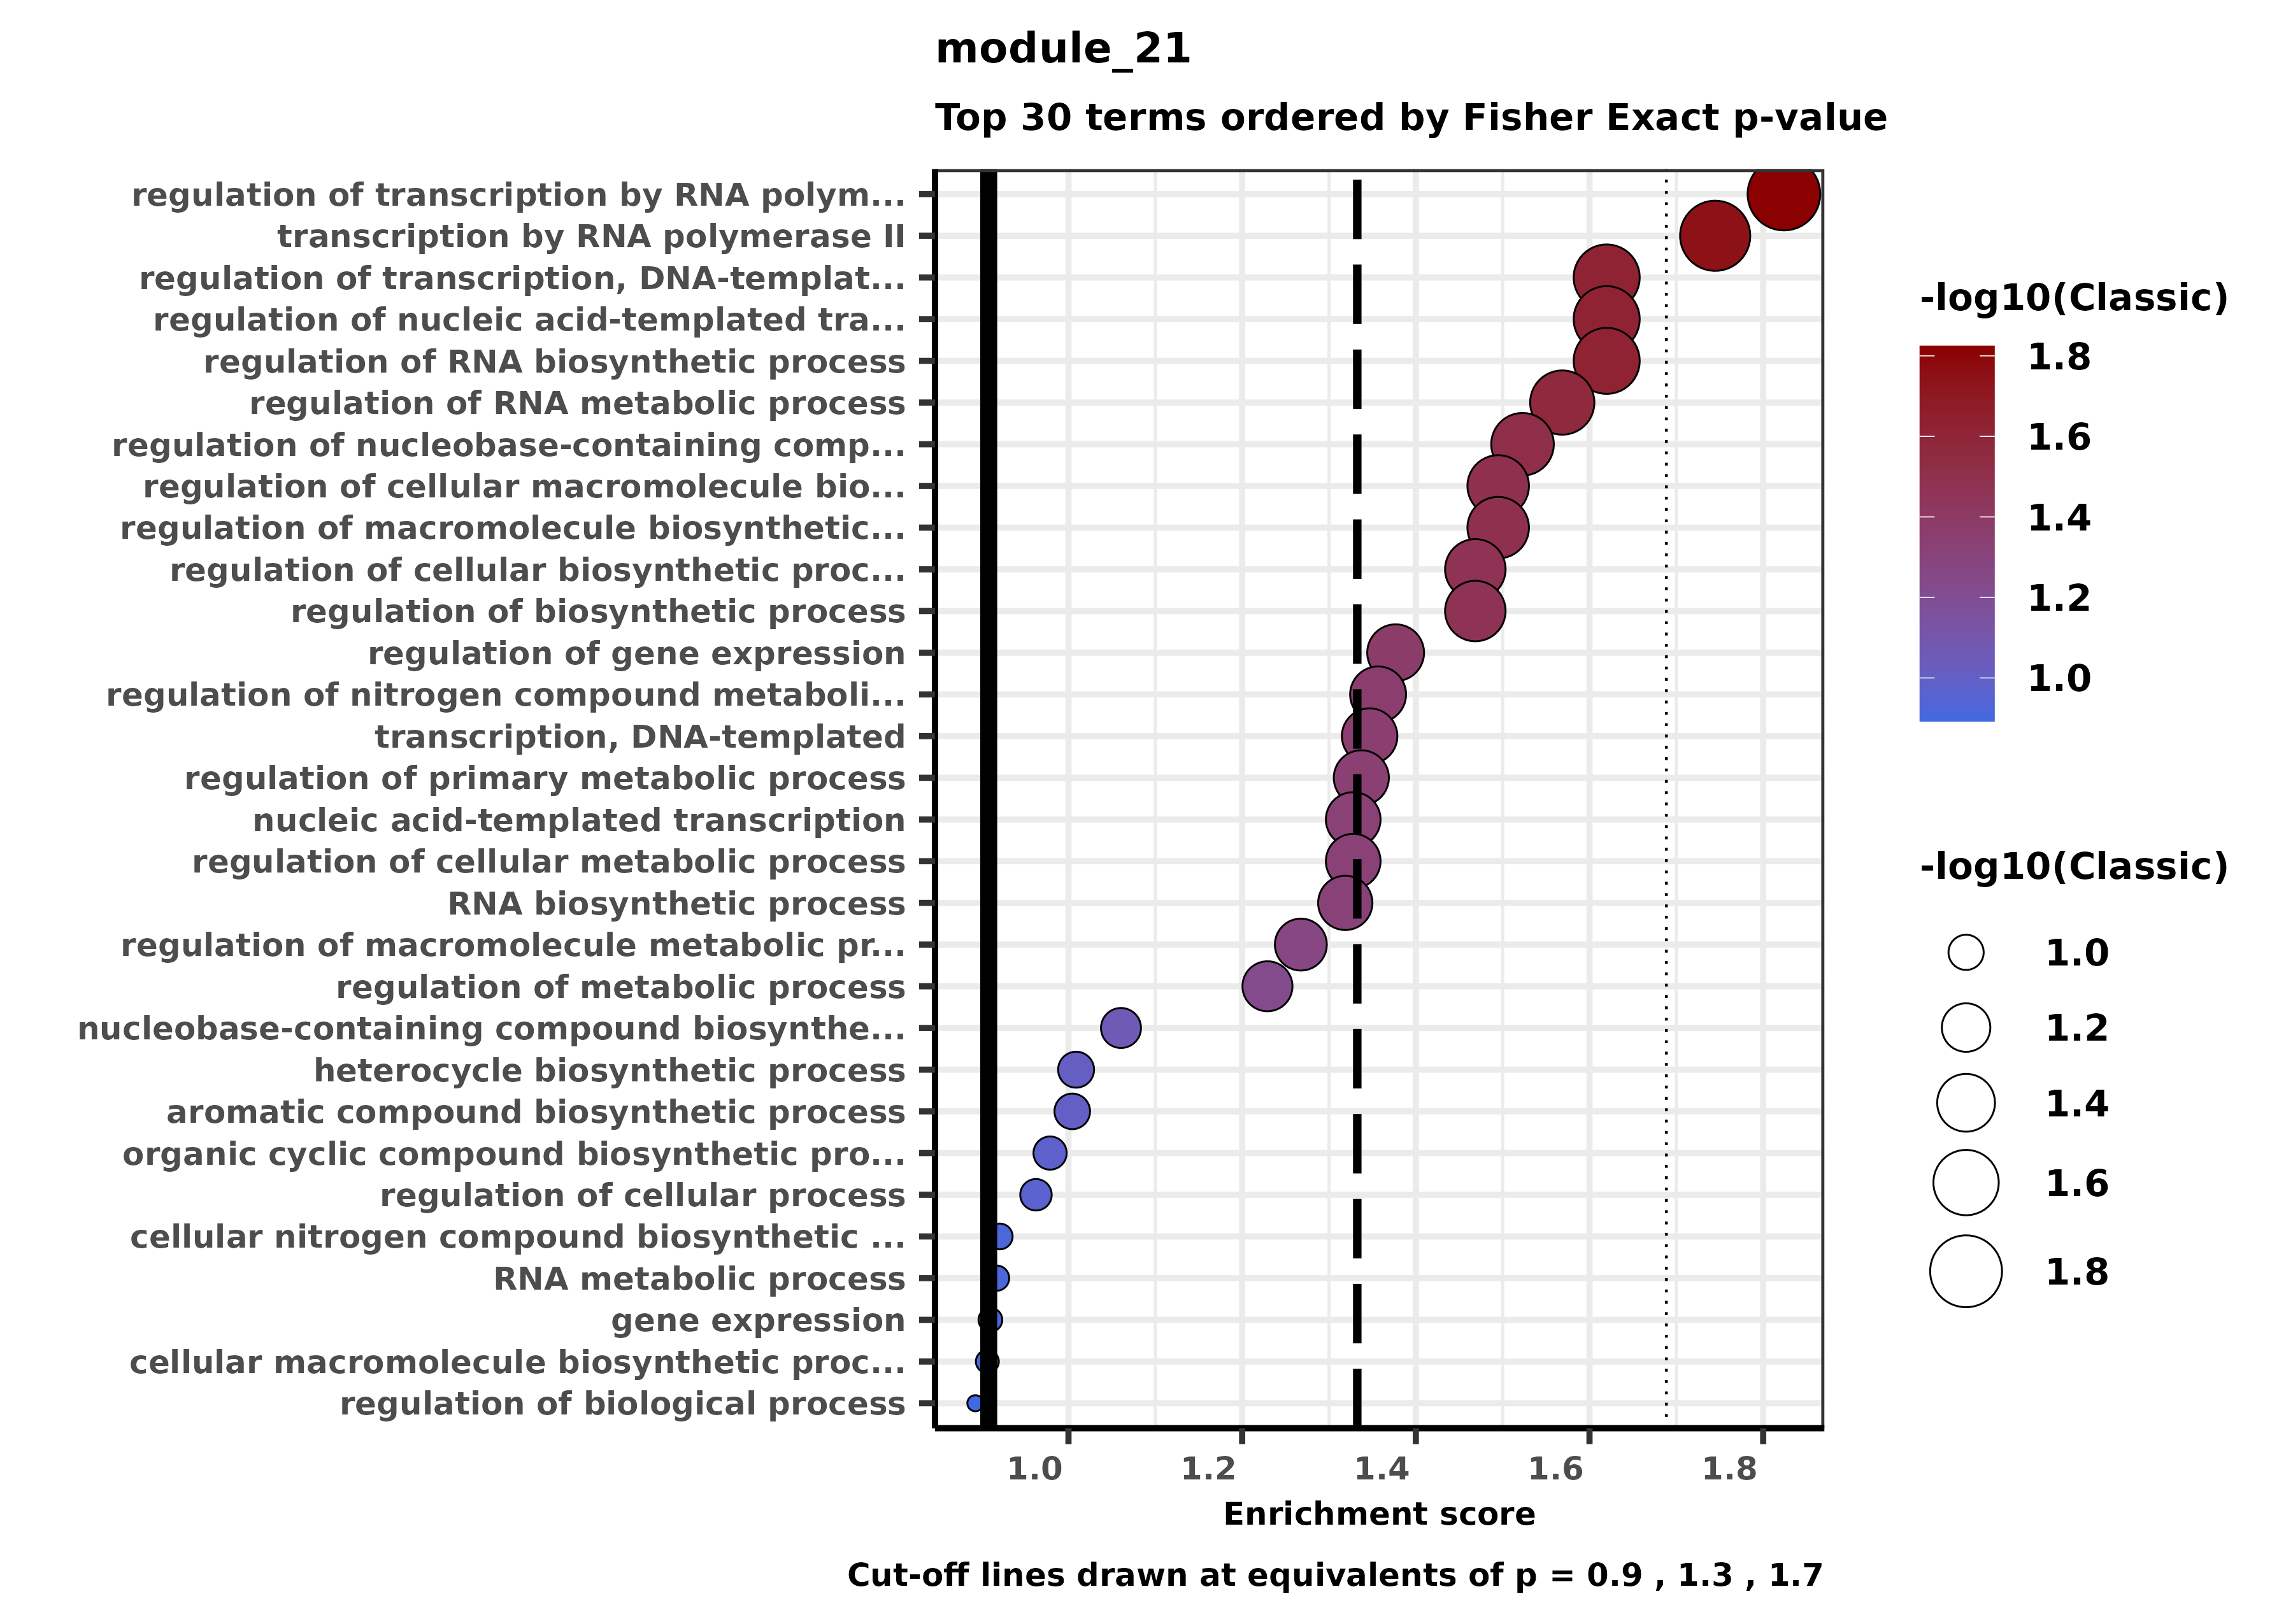 module_21
Top 30 terms ordered by Fisher Exact p-value
regulation of transcription by RNA polym...
transcription by RNA polymerase II
regulation of transcription, DNA-templat...
regulation of nucleic acid-templated tra...
regulation of RNA biosynthetic process
regulation of RNA metabolic process
regulation of nucleobase-containing comp...
regulation of cellular macromolecule bio...
regulation of macromolecule biosynthetic...
regulation of cellular biosynthetic proc...
regulation of biosynthetic process
regulation of gene expression
regulation of nitrogen compound metaboli...
transcription, DNA-templated
regulation of primary metabolic process
nucleic acid-templated transcription
regulation of cellular metabolic process
RNA biosynthetic process
regulation of macromolecule metabolic pr...
regulation of metabolic process
nucleobase-containing compound biosynthe...
heterocycle biosynthetic process
aromatic compound biosynthetic process
organic cyclic compound biosynthetic pro...
regulation of cellular process
cellular nitrogen compound biosynthetic ...
RNA metabolic process
gene expression
cellular macromolecule biosynthetic proc...
regulation of biological process
1.0 1.2 1.4 1.6 1.8
Enrichment score
Cut-off lines drawn at equivalents of p = 0.9 , 1.3 , 1.7
-log10(Classic)
1.8
1.6
1.4
1.2
1.0
-log10(Classic)
1.0
1.2
1.4
1.6
1.8